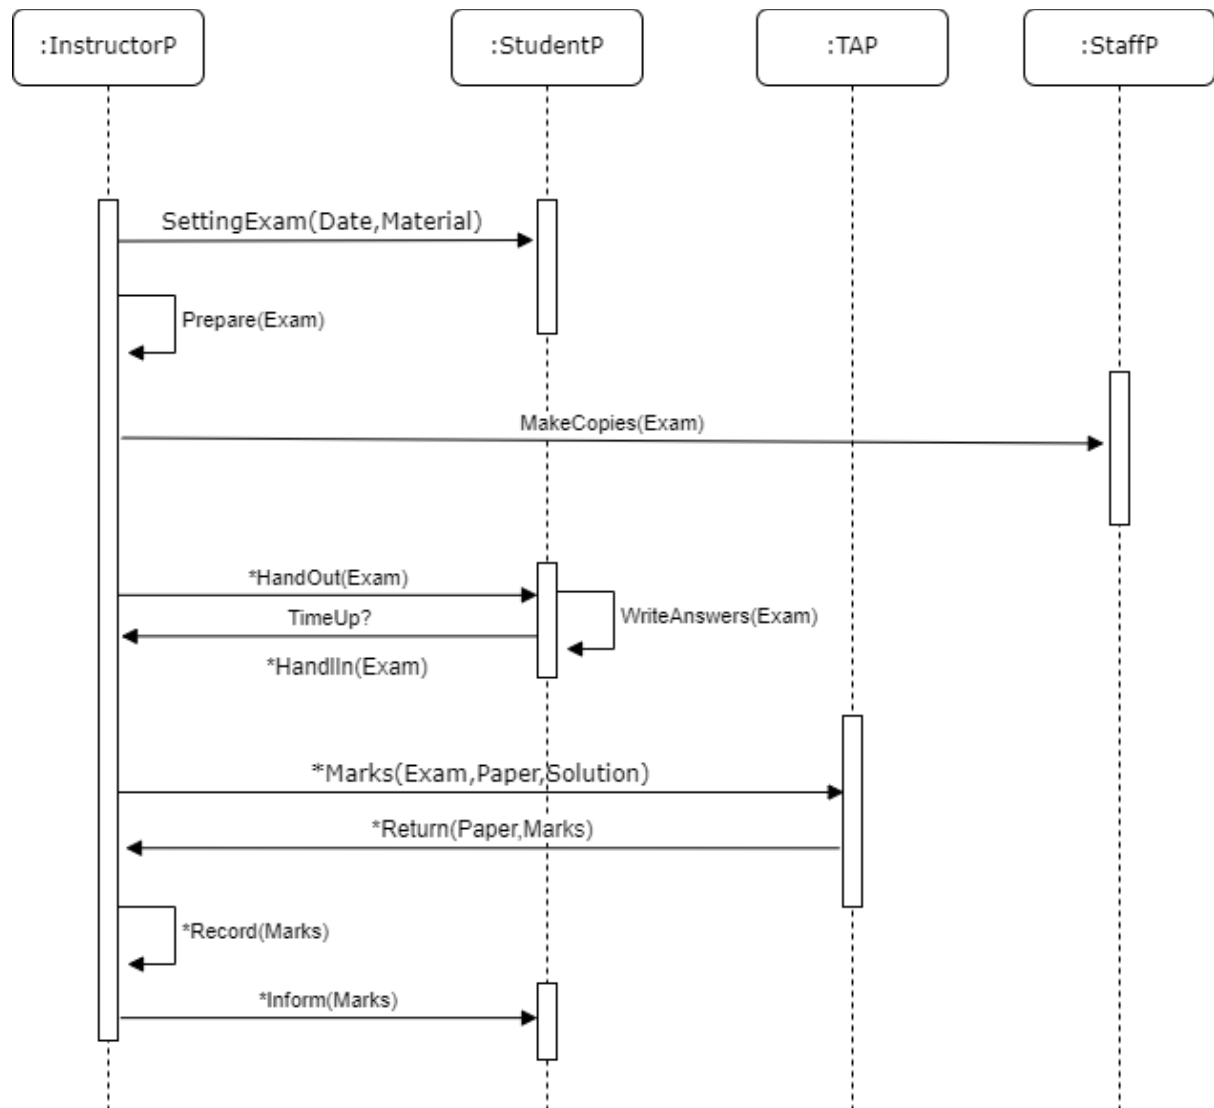 :InstructorP
:StudentP
:TAP
:StaffP
SettingExam(Date,Material)
Prepare(Exam)
MakeCopies(Exam)
*HandOut(Exam)
WriteAnswers(Exam)
TimeUp?
*HandIIn(Exam)
*Marks(Exam,Paper,Solution)
*Return(Paper,Marks)
*Record(Marks)
*Inform(Marks)